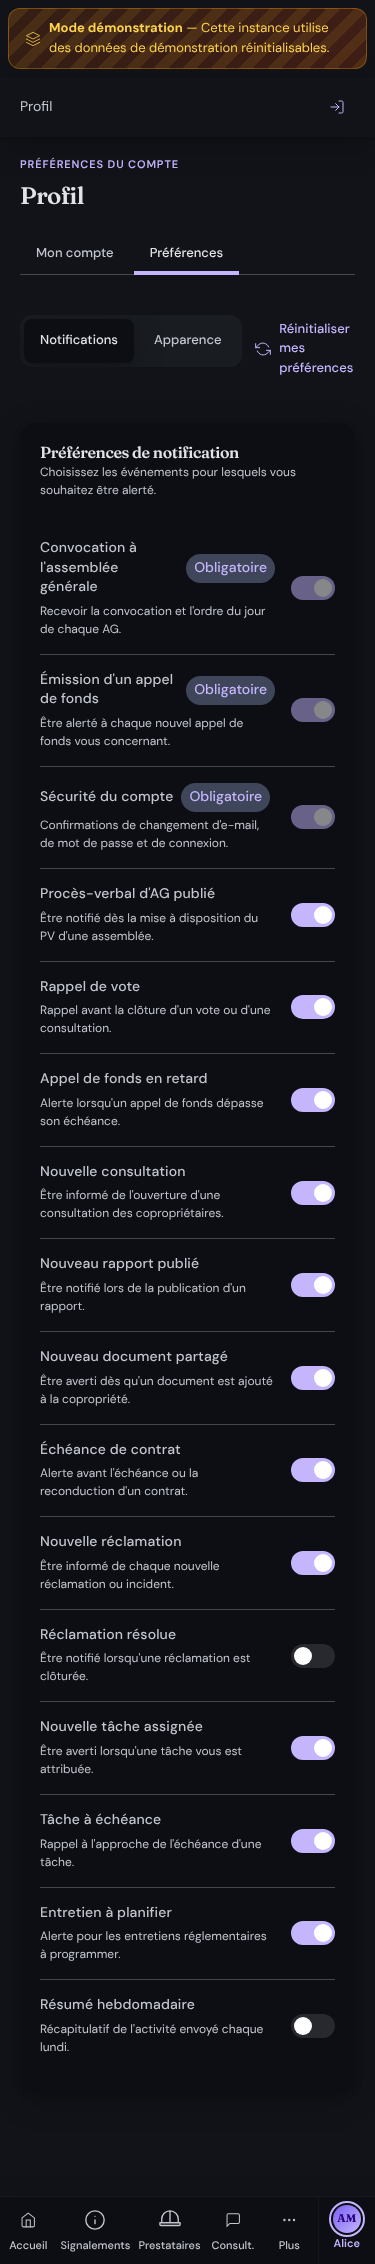 Mode démonstration — Cette instance utilise
des données de démonstration réinitialisables.
Profil
PRÉFÉRENCES DU COMPTE
Profil
Mon compte
Préférences
Notifications
Apparence
Réinitialiser
mes
préférences
Préférences de notification
Choisissez les événements pour lesquels vous
souhaitez être alerté.
Convocation à
l'assemblée
générale
Obligatoire
Recevoir la convocation et l'ordre du jour
de chaque AG.
Émission d'un appel
de fonds
Obligatoire
Être alerté à chaque nouvel appel de
fonds vous concernant.
Sécurité du compte
Obligatoire
Confirmations de changement d'e-mail,
de mot de passe et de connexion.
Procès-verbal d'AG publié
Être notifié dès la mise à disposition du
PV d'une assemblée.
Rappel de vote
Rappel avant la clôture d'un vote ou d'une
consultation.
Appel de fonds en retard
Alerte lorsqu'un appel de fonds dépasse
son échéance.
Nouvelle consultation
Être informé de l'ouverture d'une
consultation des copropriétaires.
Nouveau rapport publié
Être notifié lors de la publication d'un
rapport.
Nouveau document partagé
Être averti dès qu'un document est ajouté
à la copropriété.
Échéance de contrat
Alerte avant l'échéance ou la
reconduction d'un contrat.
Nouvelle réclamation
Être informé de chaque nouvelle
réclamation ou incident.
Réclamation résolue
Être notifié lorsqu'une réclamation est
clôturée.
Nouvelle tâche assignée
Être averti lorsqu'une tâche vous est
attribuée.
Tâche à échéance
Rappel à l'approche de l'échéance d'une
tâche.
Entretien à planifier
Alerte pour les entretiens réglementaires
à programmer.
Résumé hebdomadaire
Récapitulatif de l'activité envoyé chaque
lundi.
Accueil
Signalements
Prestataires
Consult.
Plus
AM
Alice